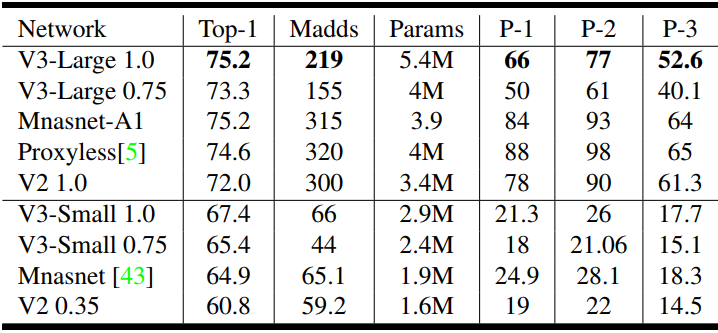 Network Top-1 Madds Params P-1 P-2 P-3
V3-Large 1.0 75.2 219 5.4M 66 77 52.6
V3-Large 0.75 73.3 155 4M 50 61 40.1
Mnasnet-A1 75.2 315 3.9 84 93 64
Proxyless[5] 74.6 320 4M 88 98 65
V2 1.0 72.0 300 3.4M 78 90 61.3
V3-Small 1.0 67.4 66 2.9M 21.3 26 17.7
V3-Small 0.75 65.4 44 2.4M 18 21.06 15.1
Mnasnet [43] 64.9 65.1 1.9M 24.9 28.1 18.3
V2 0.35 60.8 59.2 1.6M 19 22 14.5